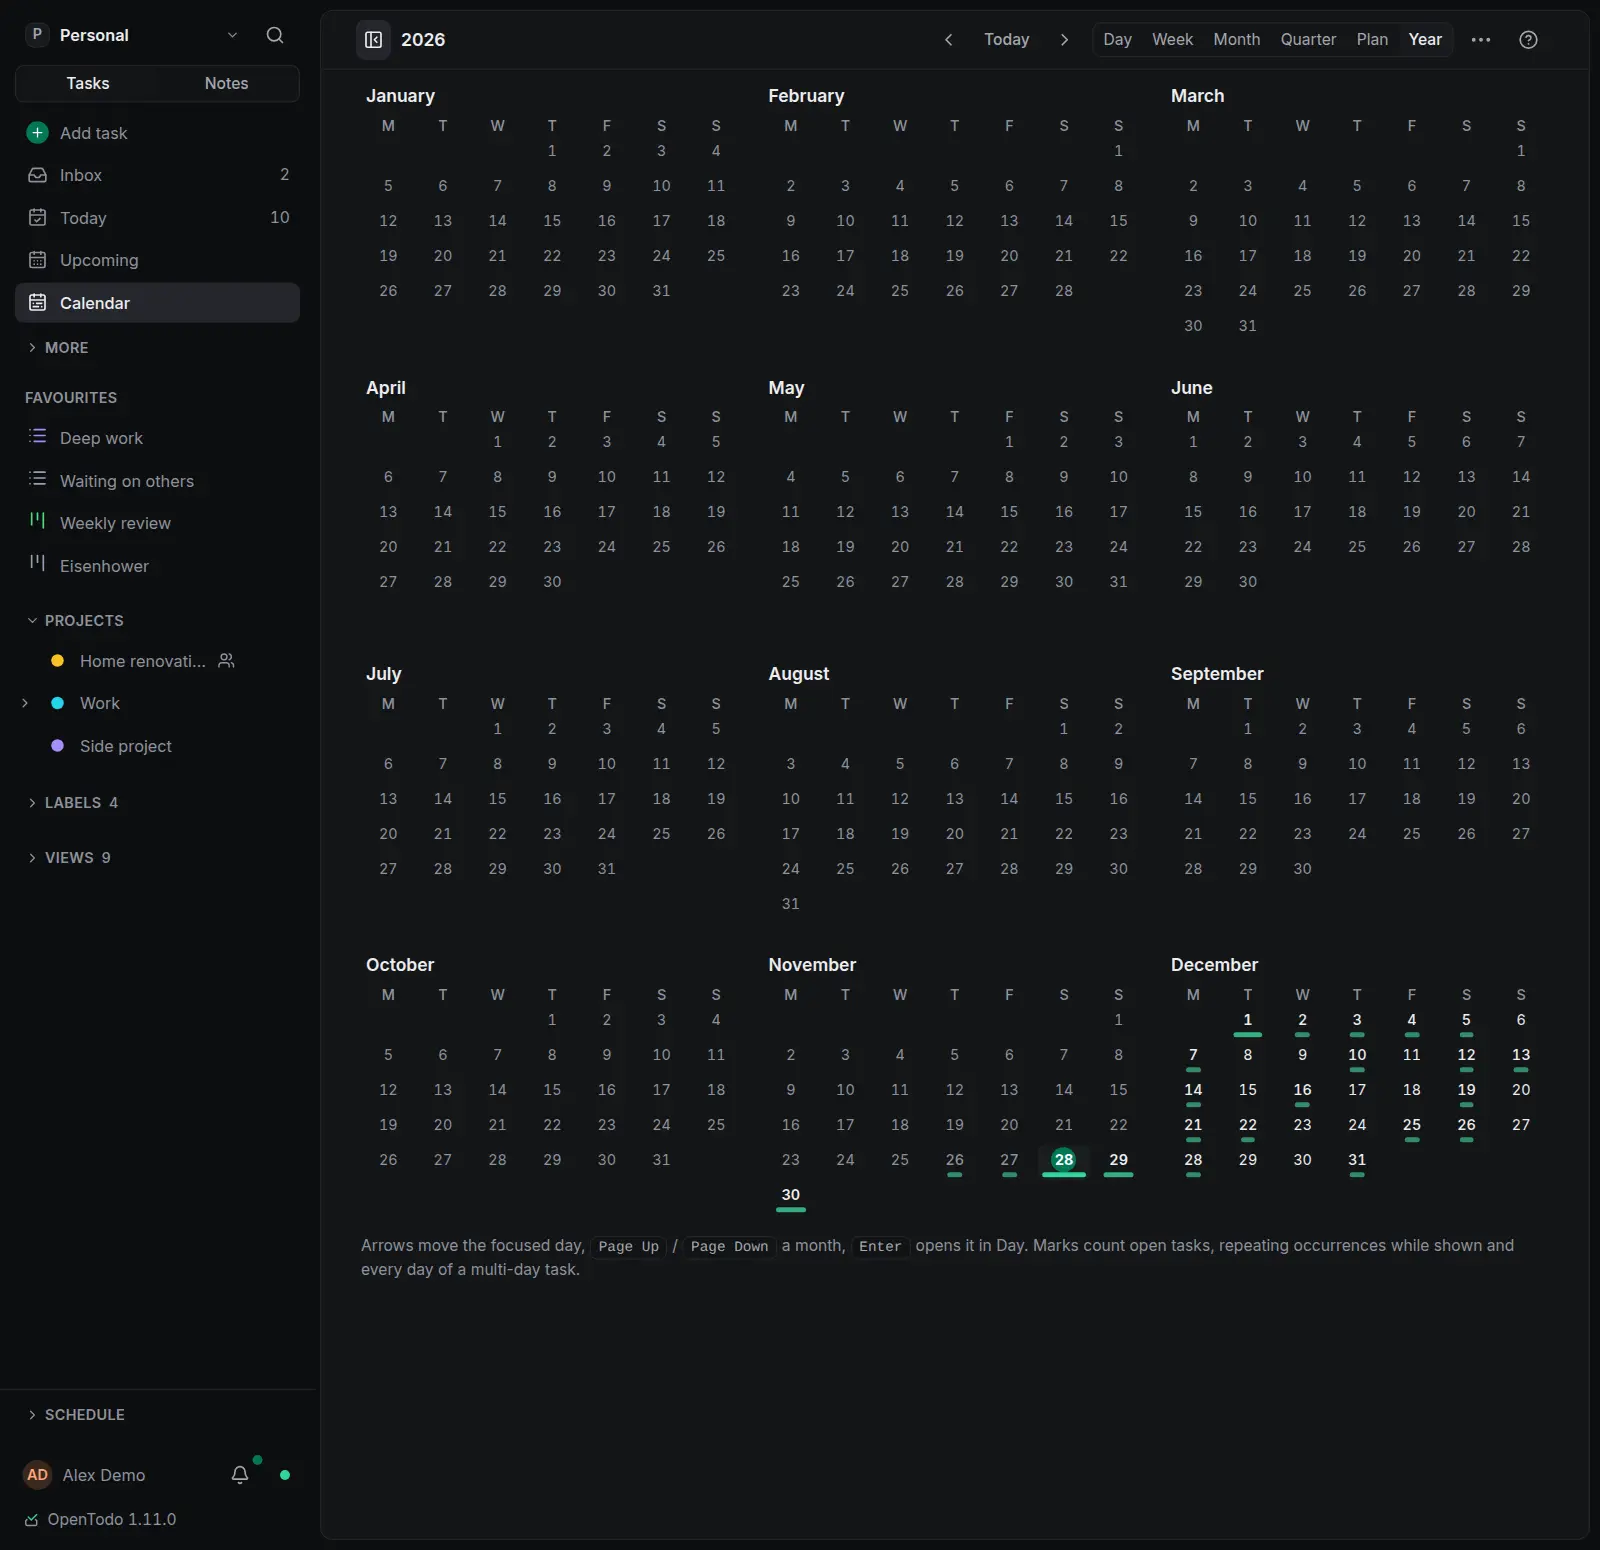 P Personal
Tasks Notes
Add task
Inbox 2
Today 10
Upcoming
Calendar
MORE
FAVOURITES
Deep work
Waiting on others
Weekly review
Eisenhower
PROJECTS
Home renovati...
Work
Side project
LABELS 4
VIEWS 9
SCHEDULE
AD Alex Demo
OpenTodo 1.11.0
2026 Today Day Week Month Quarter Plan Year
January
M T W T F S S
1 2 3 4
5 6 7 8 9 10 11
12 13 14 15 16 17 18
19 20 21 22 23 24 25
26 27 28 29 30 31
February
M T W T F S S
1
2 3 4 5 6 7 8
9 10 11 12 13 14 15
16 17 18 19 20 21 22
23 24 25 26 27 28
March
M T W T F S S
1
2 3 4 5 6 7 8
9 10 11 12 13 14 15
16 17 18 19 20 21 22
23 24 25 26 27 28 29
30 31
April
M T W T F S S
1 2 3 4 5
6 7 8 9 10 11 12
13 14 15 16 17 18 19
20 21 22 23 24 25 26
27 28 29 30
May
M T W T F S S
1 2 3
4 5 6 7 8 9 10
11 12 13 14 15 16 17
18 19 20 21 22 23 24
25 26 27 28 29 30 31
June
M T W T F S S
1 2 3 4 5 6 7
8 9 10 11 12 13 14
15 16 17 18 19 20 21
22 23 24 25 26 27 28
29 30
July
M T W T F S S
1 2 3 4 5
6 7 8 9 10 11 12
13 14 15 16 17 18 19
20 21 22 23 24 25 26
27 28 29 30 31
August
M T W T F S S
1 2
3 4 5 6 7 8 9
10 11 12 13 14 15 16
17 18 19 20 21 22 23
24 25 26 27 28 29 30
31
September
M T W T F S S
1 2 3 4 5 6
7 8 9 10 11 12 13
14 15 16 17 18 19 20
21 22 23 24 25 26 27
28 29 30
October
M T W T F S S
1 2 3 4
5 6 7 8 9 10 11
12 13 14 15 16 17 18
19 20 21 22 23 24 25
26 27 28 29 30 31
November
M T W T F S S
1
2 3 4 5 6 7 8
9 10 11 12 13 14 15
16 17 18 19 20 21 22
23 24 25 26 27 28 29
30
December
M T W T F S S
1 2 3 4 5 6
7 8 9 10 11 12 13
14 15 16 17 18 19 20
21 22 23 24 25 26 27
28 29 30 31
Arrows move the focused day, Page Up / Page Down a month, Enter opens it in Day. Marks count open tasks, repeating occurrences while shown and
every day of a multi-day task.